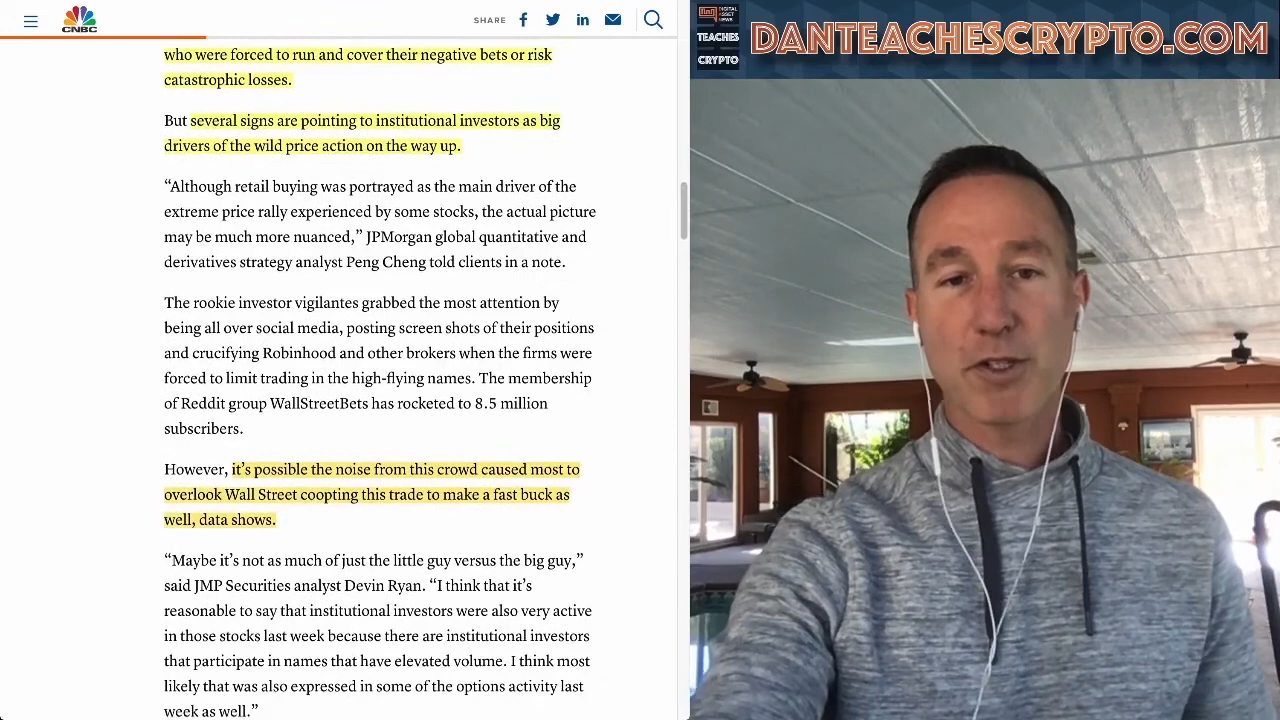 CNBC
SHARE
who were forced to run and cover their negative bets or risk
catastrophic losses.
But several signs are pointing to institutional investors as big
drivers of the wild price action on the way up.
“Although retail buying was portrayed as the main driver of the
extreme price rally experienced by some stocks, the actual picture
may be much more nuanced,” JPMorgan global quantitative and
derivatives strategy analyst Peng Cheng told clients in a note.
The rookie investor vigilantes grabbed the most attention by
being all over social media, posting screen shots of their positions
and crucifying Robinhood and other brokers when the firms were
forced to limit trading in the high-flying names. The membership
of Reddit group WallStreetBets has rocketed to 8.5 million
subscribers.
However, it’s possible the noise from this crowd caused most to
overlook Wall Street coopting this trade to make a fast buck as
well, data shows.
“Maybe it’s not as much of just the little guy versus the big guy,”
said JMP Securities analyst Devin Ryan. “I think that it’s
reasonable to say that institutional investors were also very active
in those stocks last week because there are institutional investors
that participate in names that have elevated volume. I think most
likely that was also expressed in some of the options activity last
week as well.”
DIGITAL
ASSET
NEWS
TEACHES
CRYPTO
DANTEACHESCRYPTO.COM